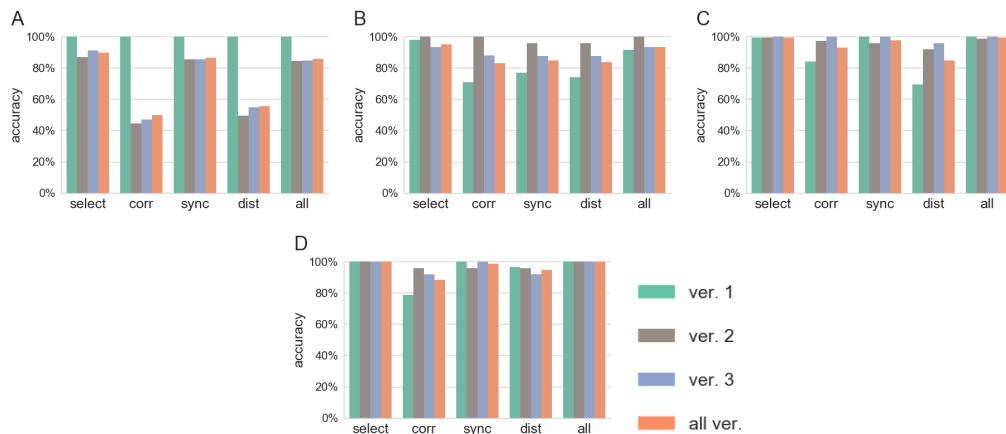 A
accuracy
100%
80%
60%
40%
20%
0%
select corr sync dist all
B
accuracy
100%
80%
60%
40%
20%
0%
select corr sync dist all
C
accuracy
100%
80%
60%
40%
20%
0%
select corr sync dist all
D
accuracy
100%
80%
60%
40%
20%
0%
select corr sync dist all
ver. 1
ver. 2
ver. 3
all ver.